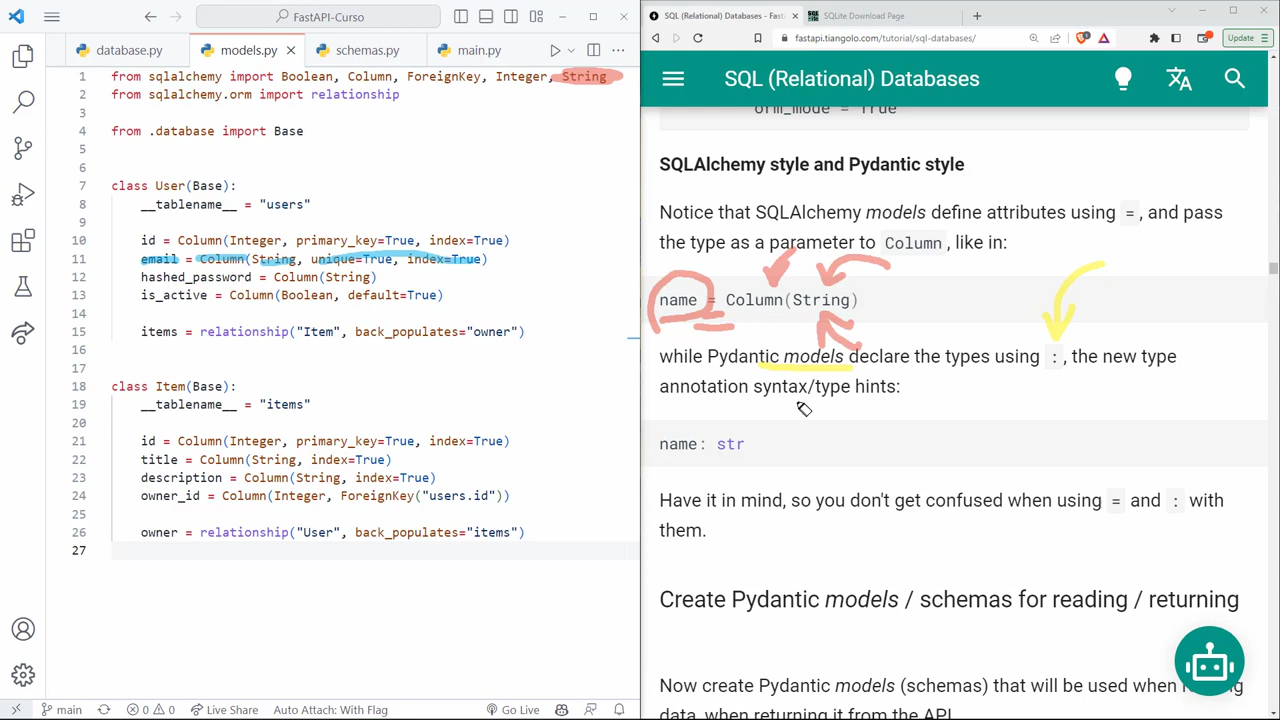 FastAPI-Curso
database.py
models.py
schemas.py
main.py
1 from sqlalchemy import Boolean, Column, ForeignKey, Integer, String
2 from sqlalchemy.orm import relationship
3
4 from .database import Base
5
6
7 class User(Base):
8 __tablename__ = "users"
9
10 id = Column(Integer, primary_key=True, index=True)
11 email = Column(String, unique=True, index=True)
12 hashed_password = Column(String)
13 is_active = Column(Boolean, default=True)
14
15 items = relationship("Item", back_populates="owner")
16
17
18 class Item(Base):
19 __tablename__ = "items"
20
21 id = Column(Integer, primary_key=True, index=True)
22 title = Column(String, index=True)
23 description = Column(String, index=True)
24 owner_id = Column(Integer, ForeignKey("users.id"))
25
26 owner = relationship("User", back_populates="items")
27
main 0 0 Live Share Auto Attach: With Flag Go Live
SQL (Relational) Databases - Fast
SQLite Download Page
fastapi.tiangolo.com/tutorial/sql-databases/
Update
SQL (Relational) Databases
orm_mode = True
SQLAlchemy style and Pydantic style
Notice that SQLAlchemy models define attributes using =, and pass
the type as a parameter to Column, like in:
name = Column(String)
while Pydantic models declare the types using :, the new type
annotation syntax/type hints:
name: str
Have it in mind, so you don't get confused when using = and : with
them.
Create Pydantic models / schemas for reading / returning
Now create Pydantic models (schemas) that will be used when reading
data, when returning it from the API.